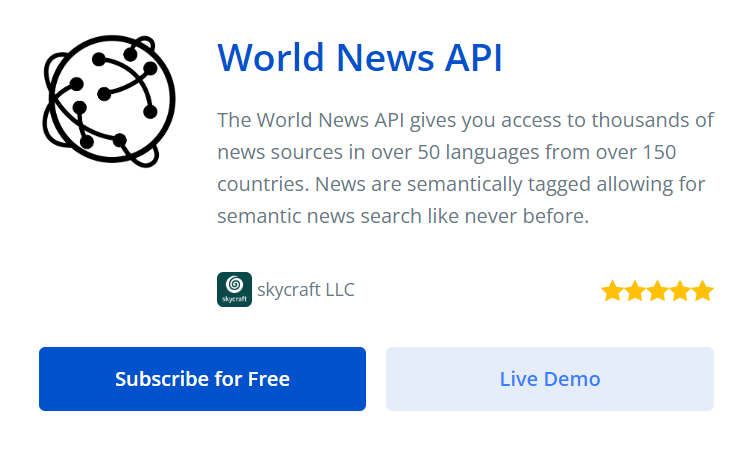 World News API
The World News API gives you access to thousands of
news sources in over 50 languages from over 150
countries. News are semantically tagged allowing for
semantic news search like never before.
skycraft
skycraft LLC
Subscribe for Free
Live Demo